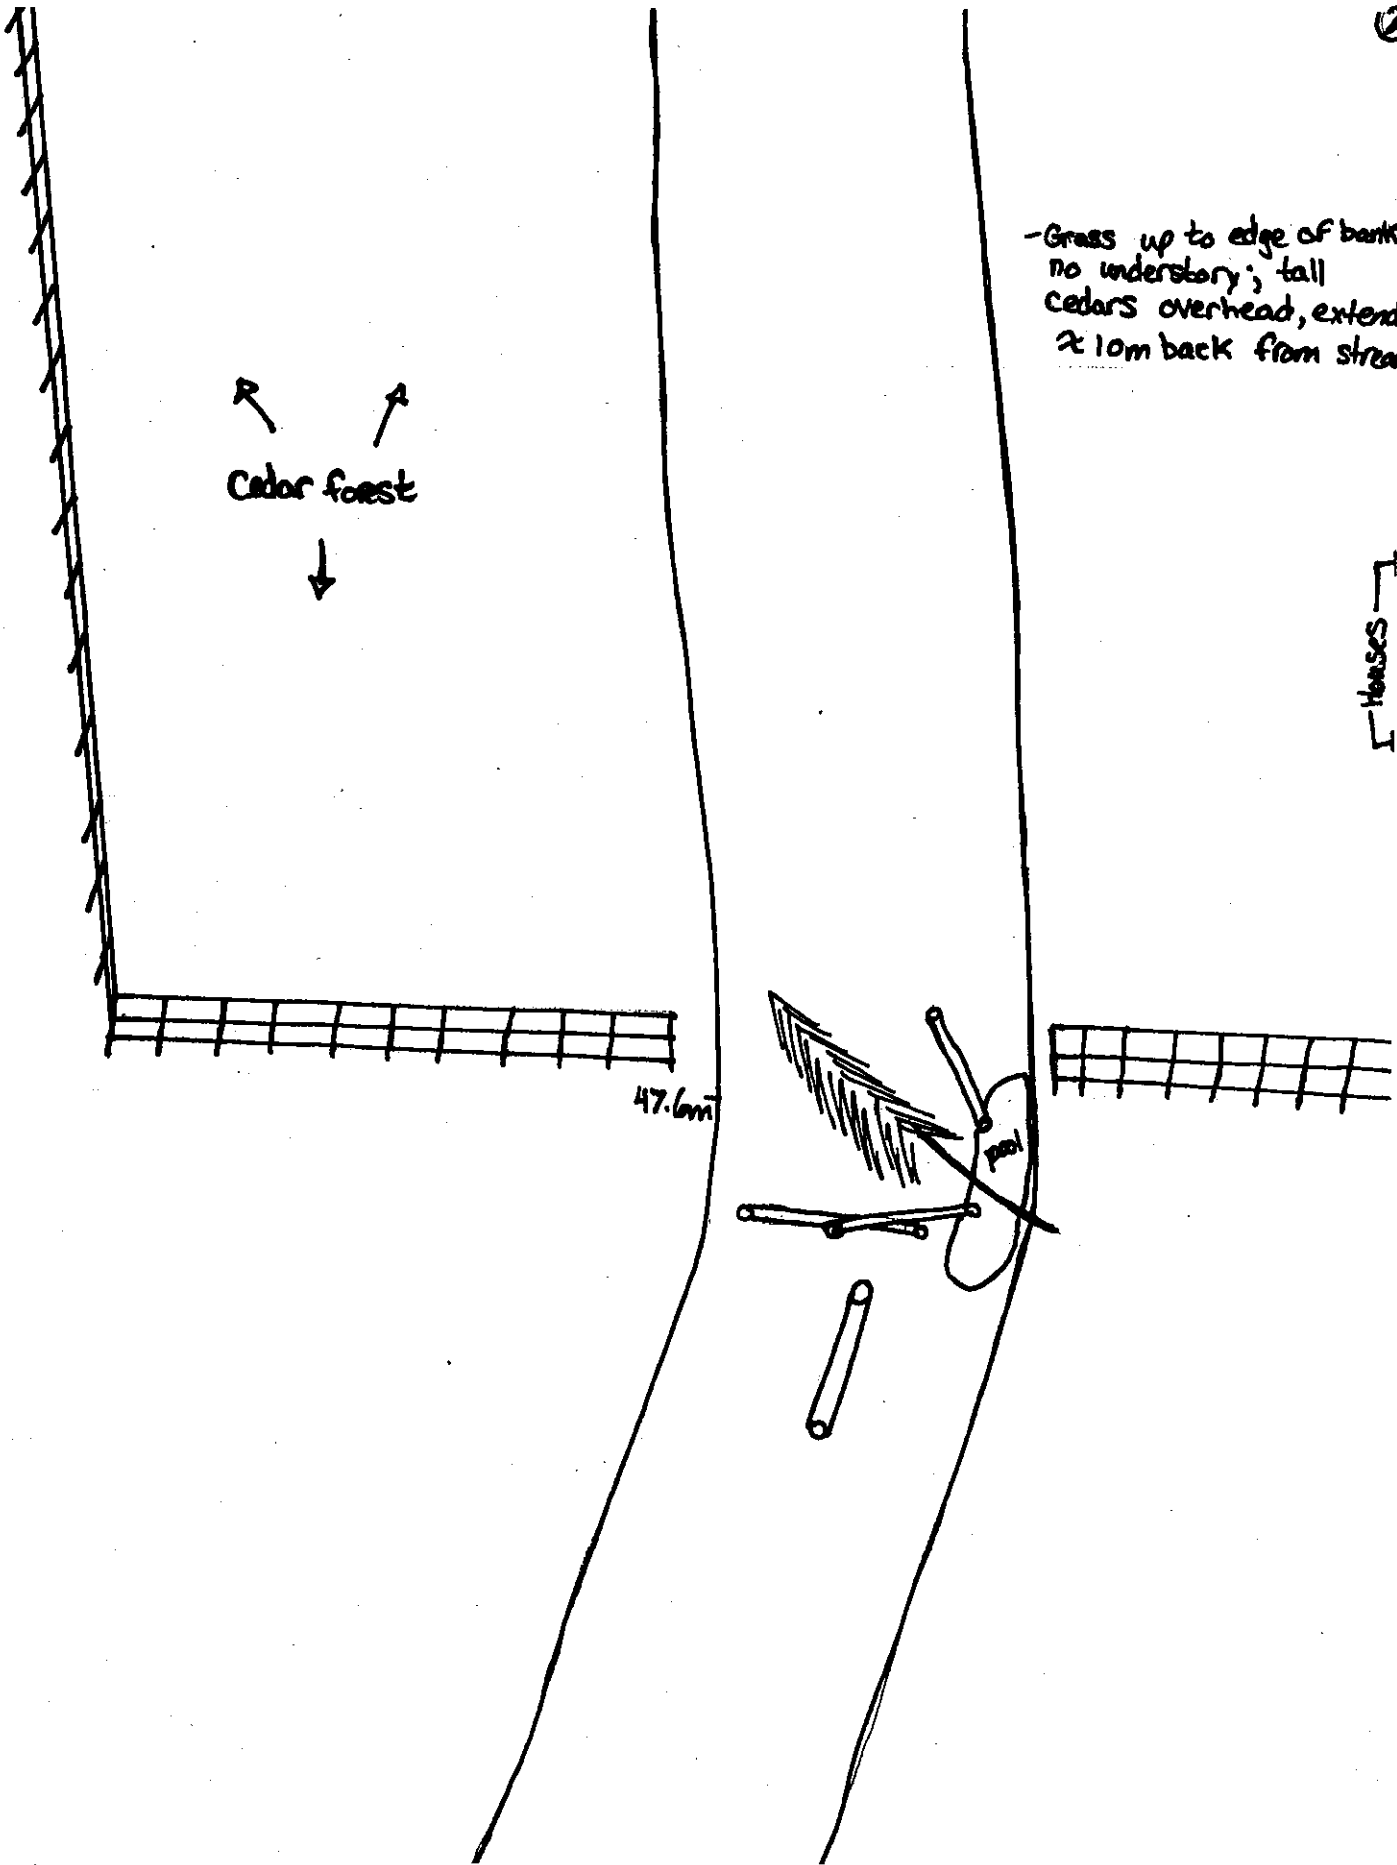 ②
-Grass up to edge of bank
no understory; tall
cedars overhead, extend
≈10m back from strea
Cedar forest
Houses
47.6m
pool